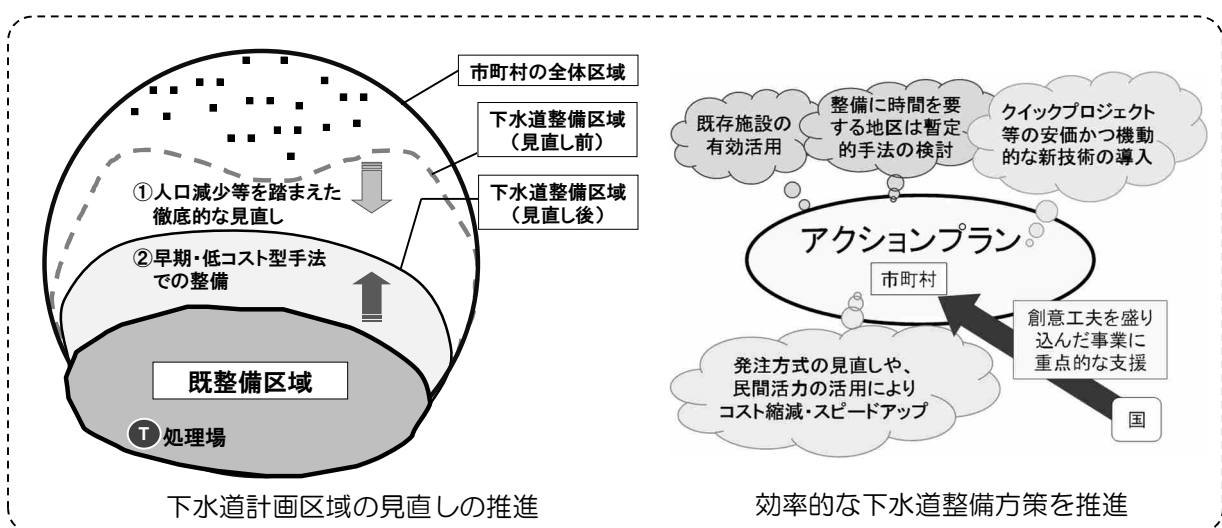 市町村の全体区域
下水道整備区域
（見直し前）
①人口減少等を踏まえた
徹底的な見直し
下水道整備区域
（見直し後）
②早期・低コスト型手法
での整備
既整備区域
T 処理場
下水道計画区域の見直しの推進
既存施設の
有効活用
整備に時間を要
する地区は暫定
的手法の検討
クイックプロジェクト
等の安価かつ機動
的な新技術の導入
アクションプラン
市町村
創意工夫を盛り
込んだ事業に
重点的な支援
発注方式の見直しや、
民間活力の活用により
コスト縮減・スピードアップ
国
効率的な下水道整備方策を推進